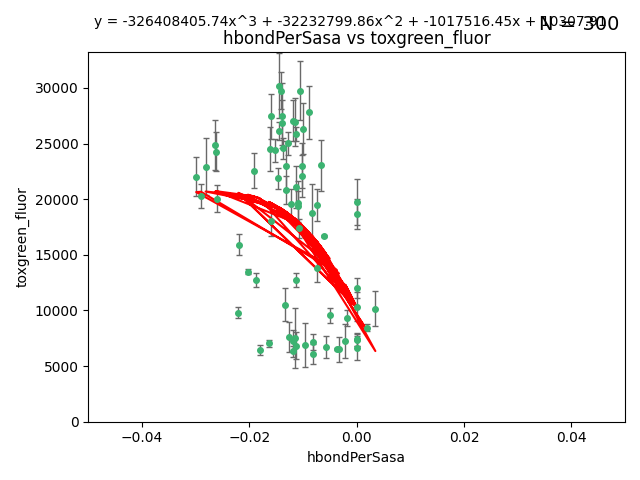 y = -326408405.74x^3 + -32232799.86x^2 + -1017516.45x + 10307.91
N = 300
hbondPerSasa vs toxgreen_fluor
30000
25000
20000
15000
10000
5000
0
toxgreen_fluor
-0.04
-0.02
0.00
0.02
0.04
hbondPerSasa